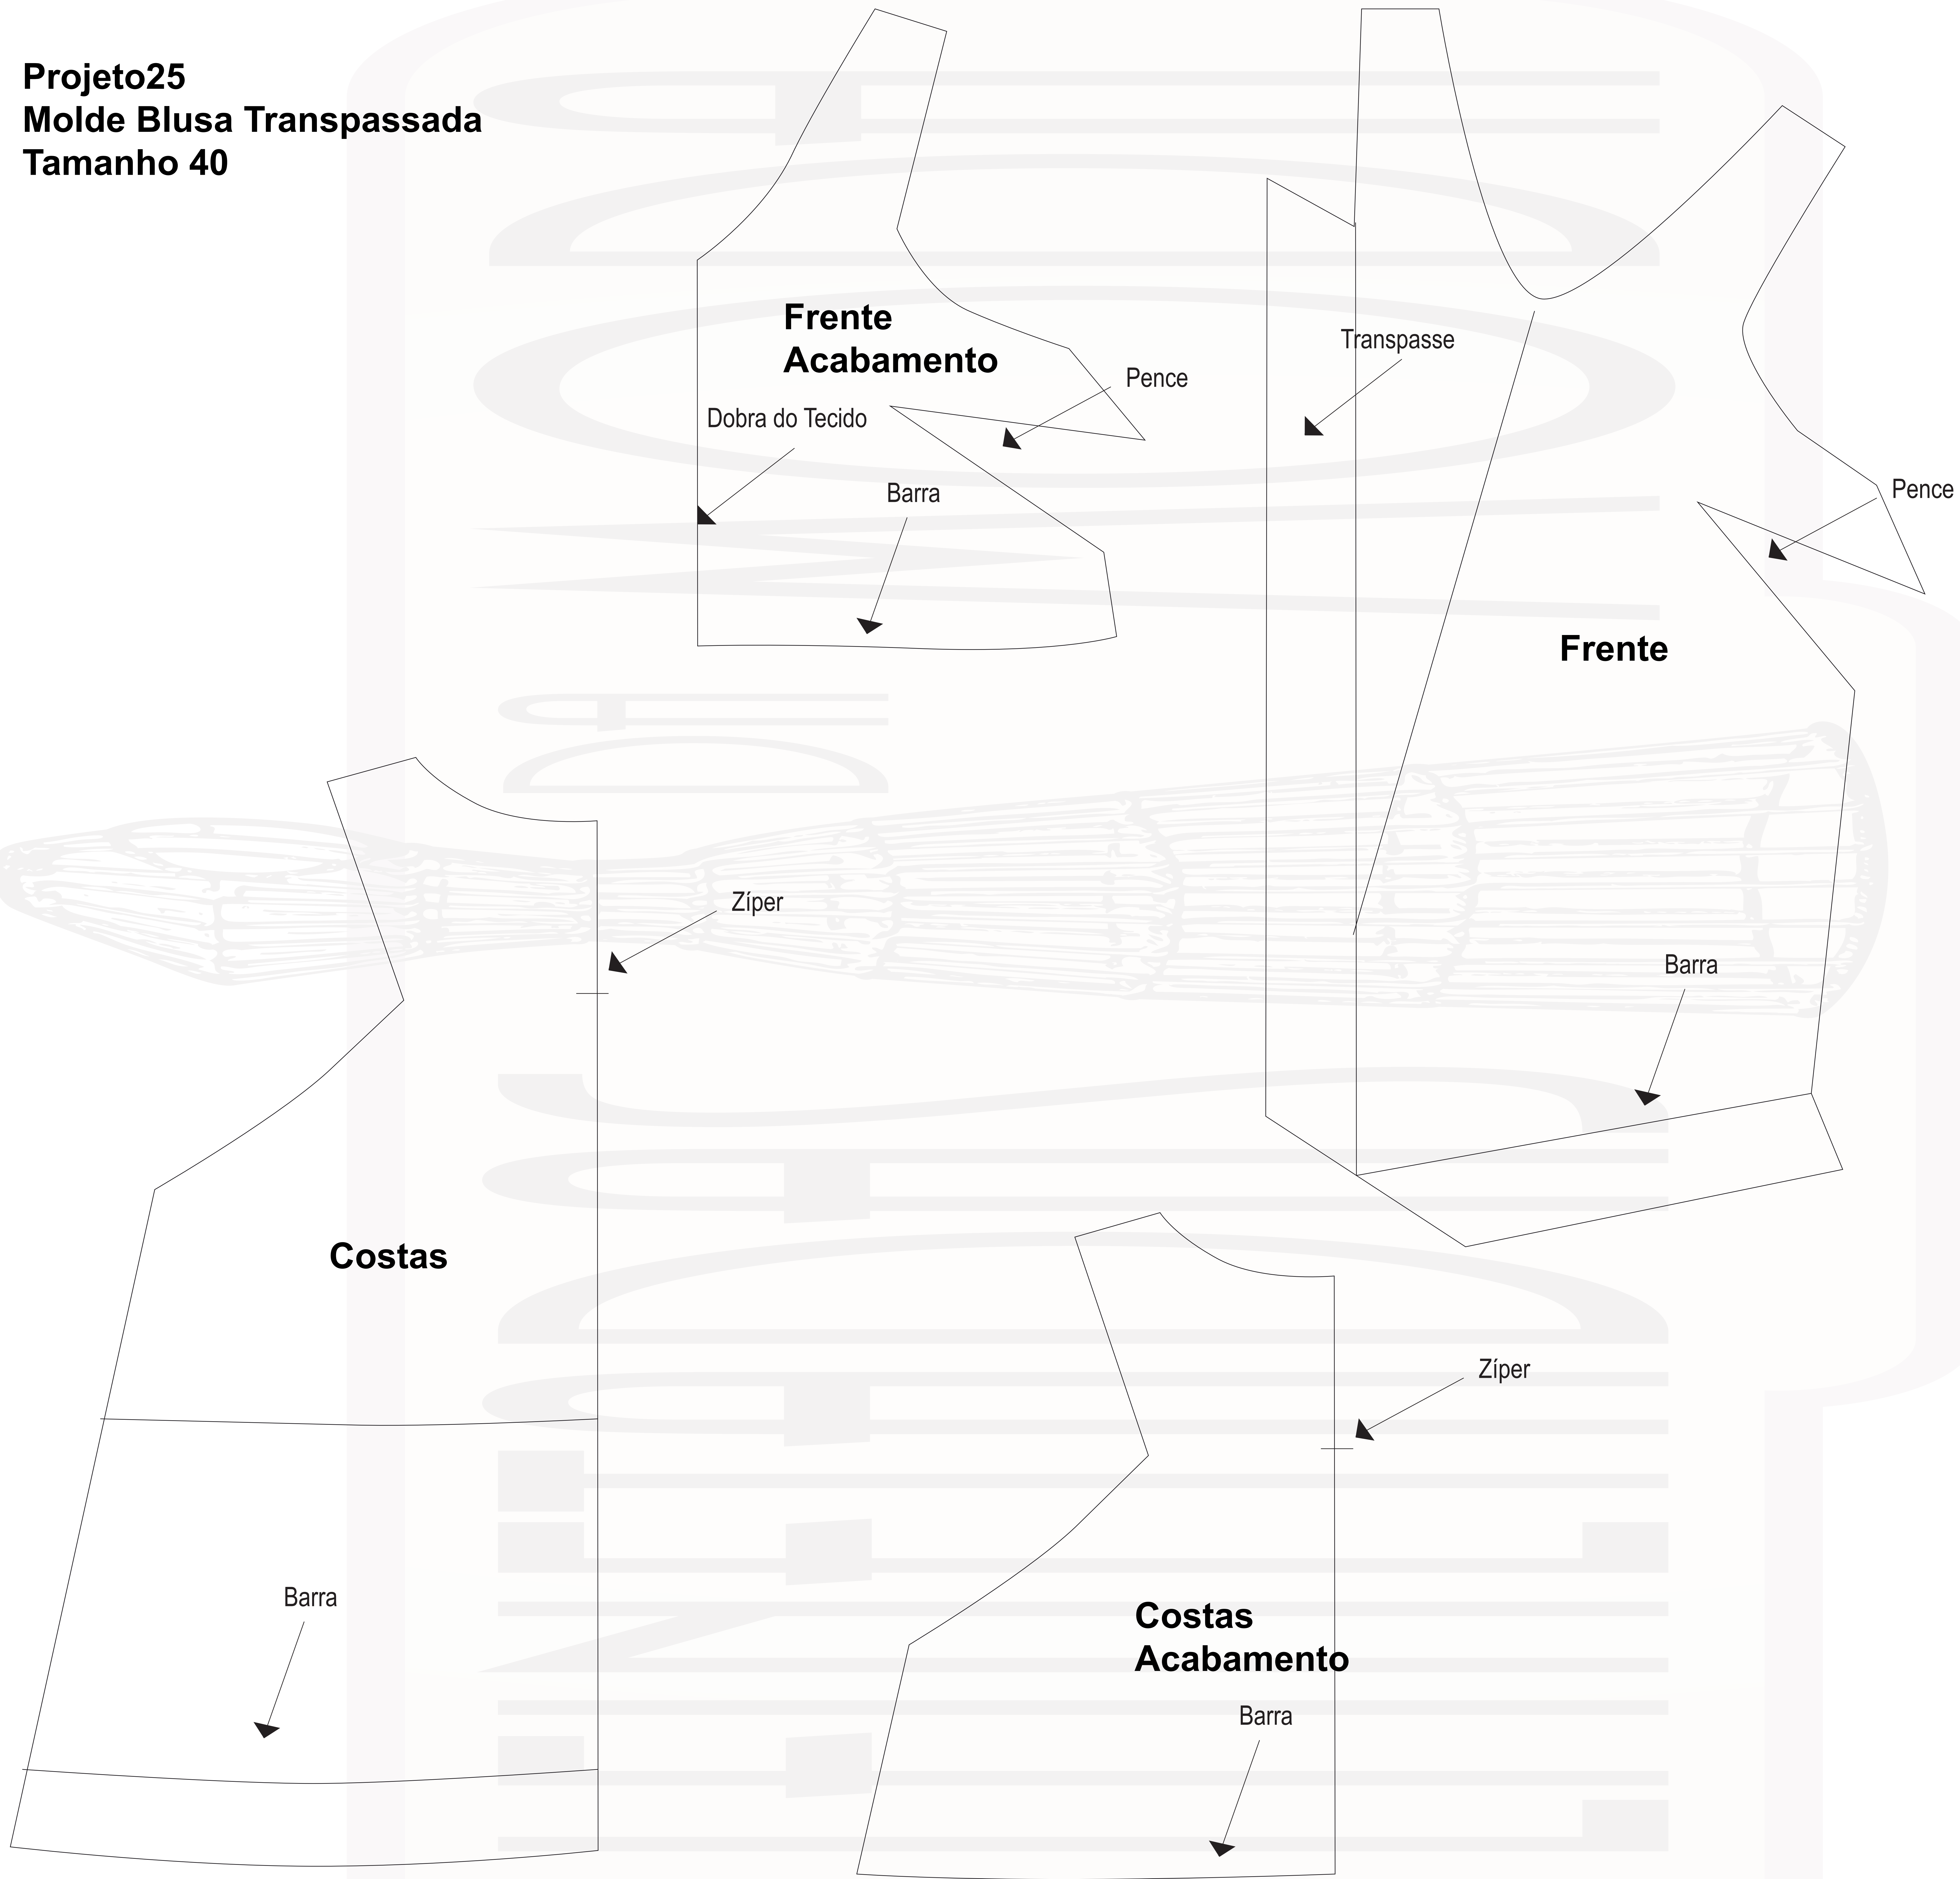 Projeto25
Molde Blusa Transpassada
Tamanho 40
Frente
Acabamento
Dobra do Tecido
Pence
Barra
Transpasse
Pence
Frente
Barra
Zíper
Costas
Barra
Zíper
Costas
Acabamento
Barra